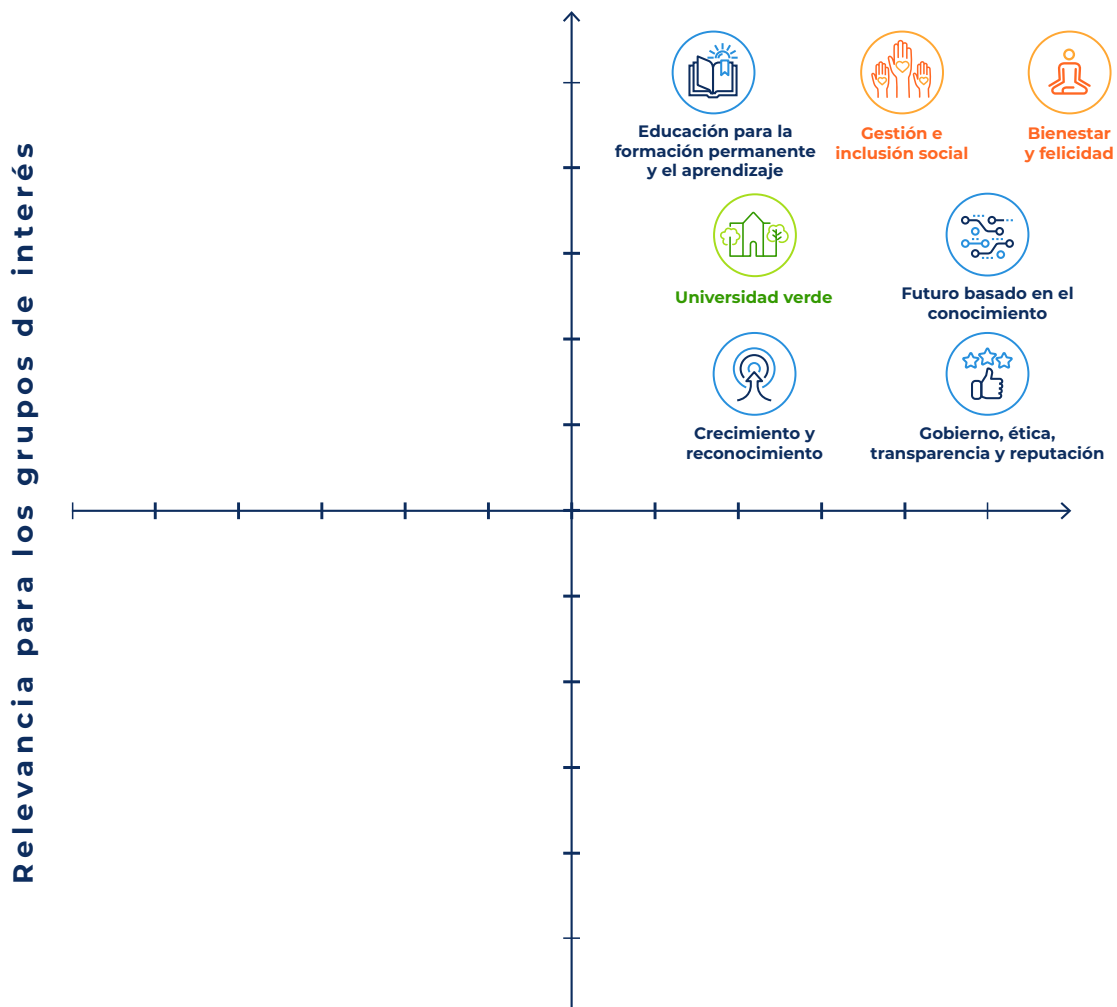 Relevancia para los grupos de interés
Educación para la
formación permanente
y el aprendizaje
Gestión e
inclusión social
Bienestar
y felicidad
Universidad verde
Futuro basado en el
conocimiento
Crecimiento y
reconocimiento
Gobierno, ética,
transparencia y reputación